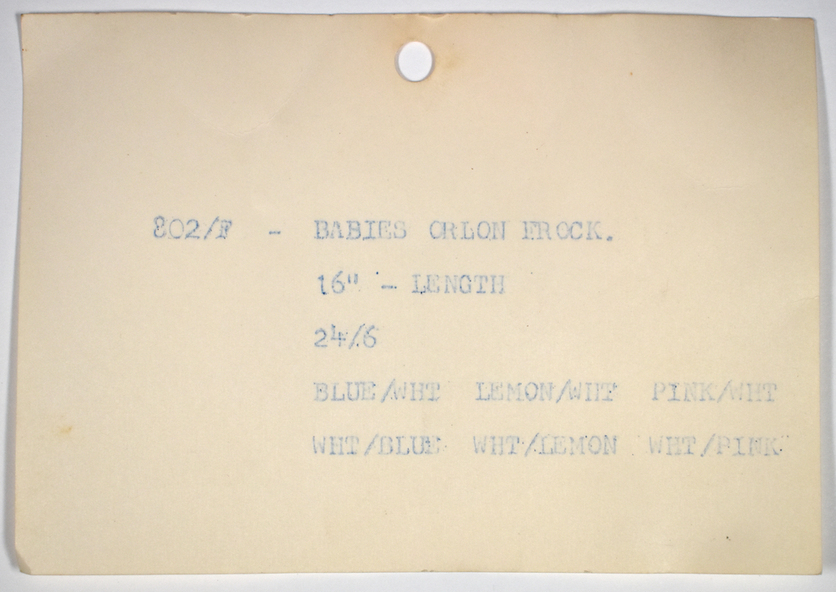 802/F - BABIES ORLON FROCK.
16" - LENGTH
24/6
BLUE/WHT LEMON/WHT PINK/WHT
WHT/BLUE WHT/LEMON WHT/PINK